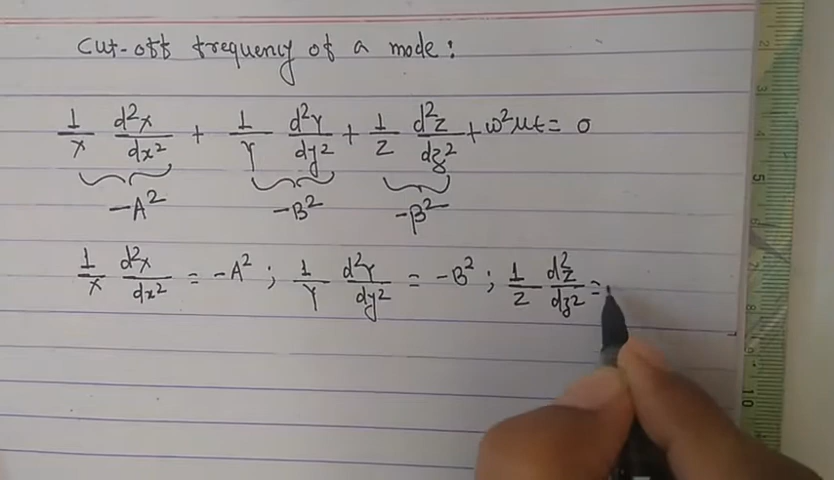 Cut-off frequency of a mode:
1/X d²X/dx² + 1/Y d²Y/dy² + 1/Z d²Z/dz² + ω²με = 0
-A² -B² -β²
1/X d²X/dx² = -A² ; 1/Y d²Y/dy² = -B² ; 1/Z d²Z/dz² =